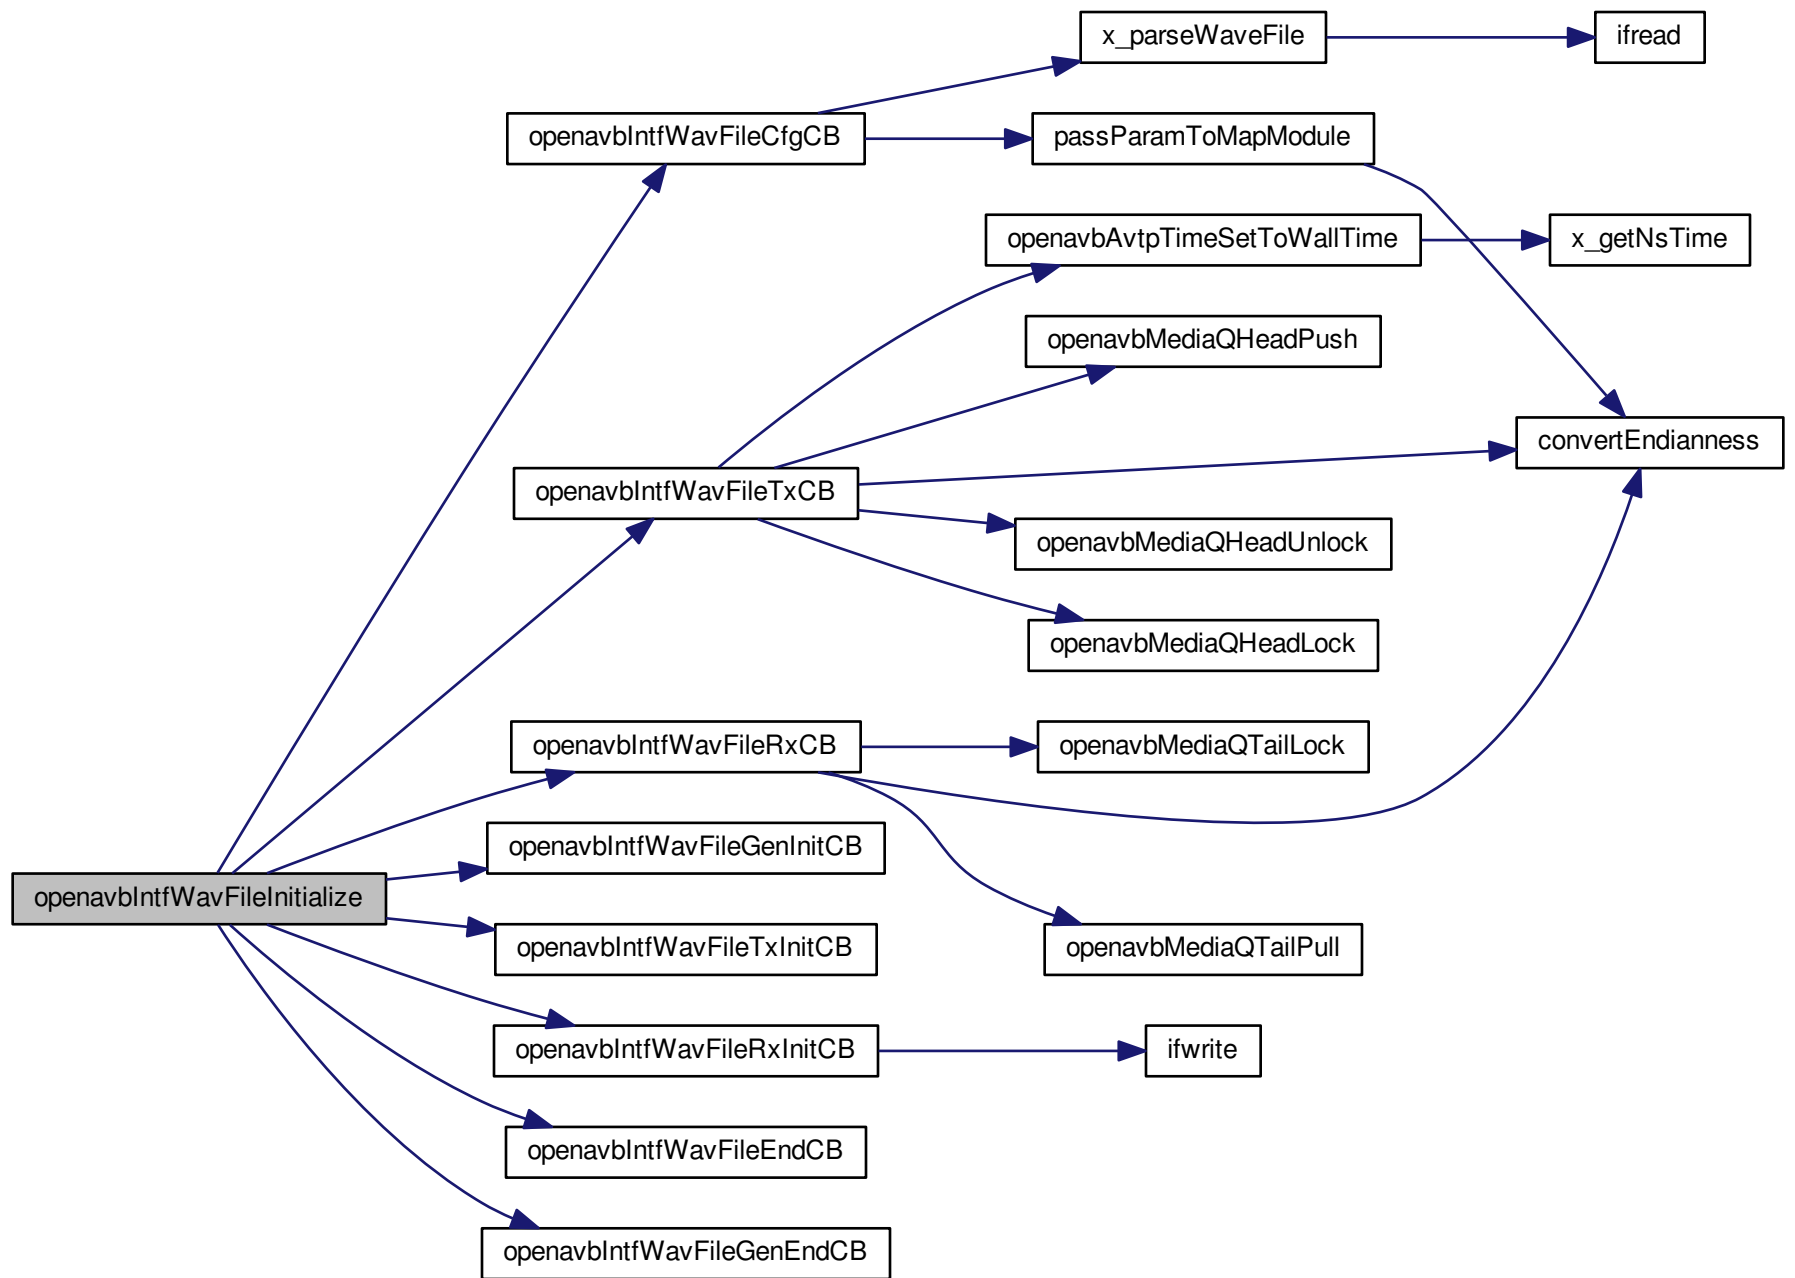 x_parseWaveFile
ifread
openavbIntfWavFileCfgCB
passParamToMapModule
openavbAvtpTimeSetToWallTime
x_getNsTime
openavbMediaQHeadPush
convertEndianness
openavbIntfWavFileTxCB
openavbMediaQHeadUnlock
openavbMediaQHeadLock
openavbIntfWavFileRxCB
openavbMediaQTailLock
openavbIntfWavFileGenInitCB
openavbIntfWavFileInitialize
openavbIntfWavFileTxInitCB
openavbMediaQTailPull
openavbIntfWavFileRxInitCB
ifwrite
openavbIntfWavFileEndCB
openavbIntfWavFileGenEndCB